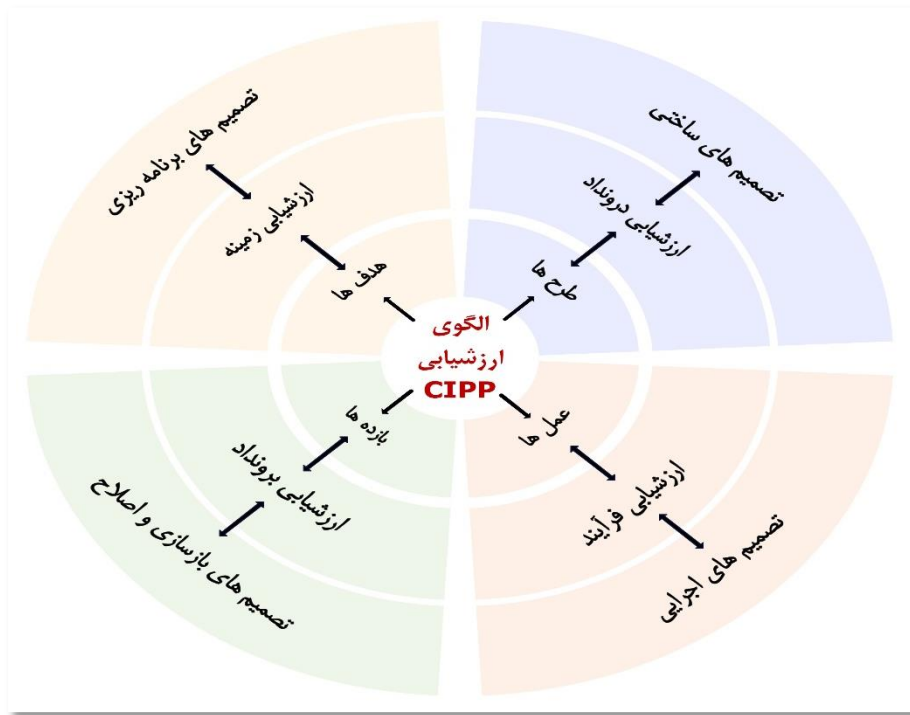 الگوی
ارزشیابی
CIPP
هدف ها
ارزشیابی زمینه
تصمیم های برنامه ریزی
طرح ها
ارزشیابی درونداد
تصمیم های ساختی
عمل ها
ارزشیابی فرآیند
تصمیم های اجرایی
بازده ها
ارزشیابی برونداد
تصمیم های بازسازی و اصلاح